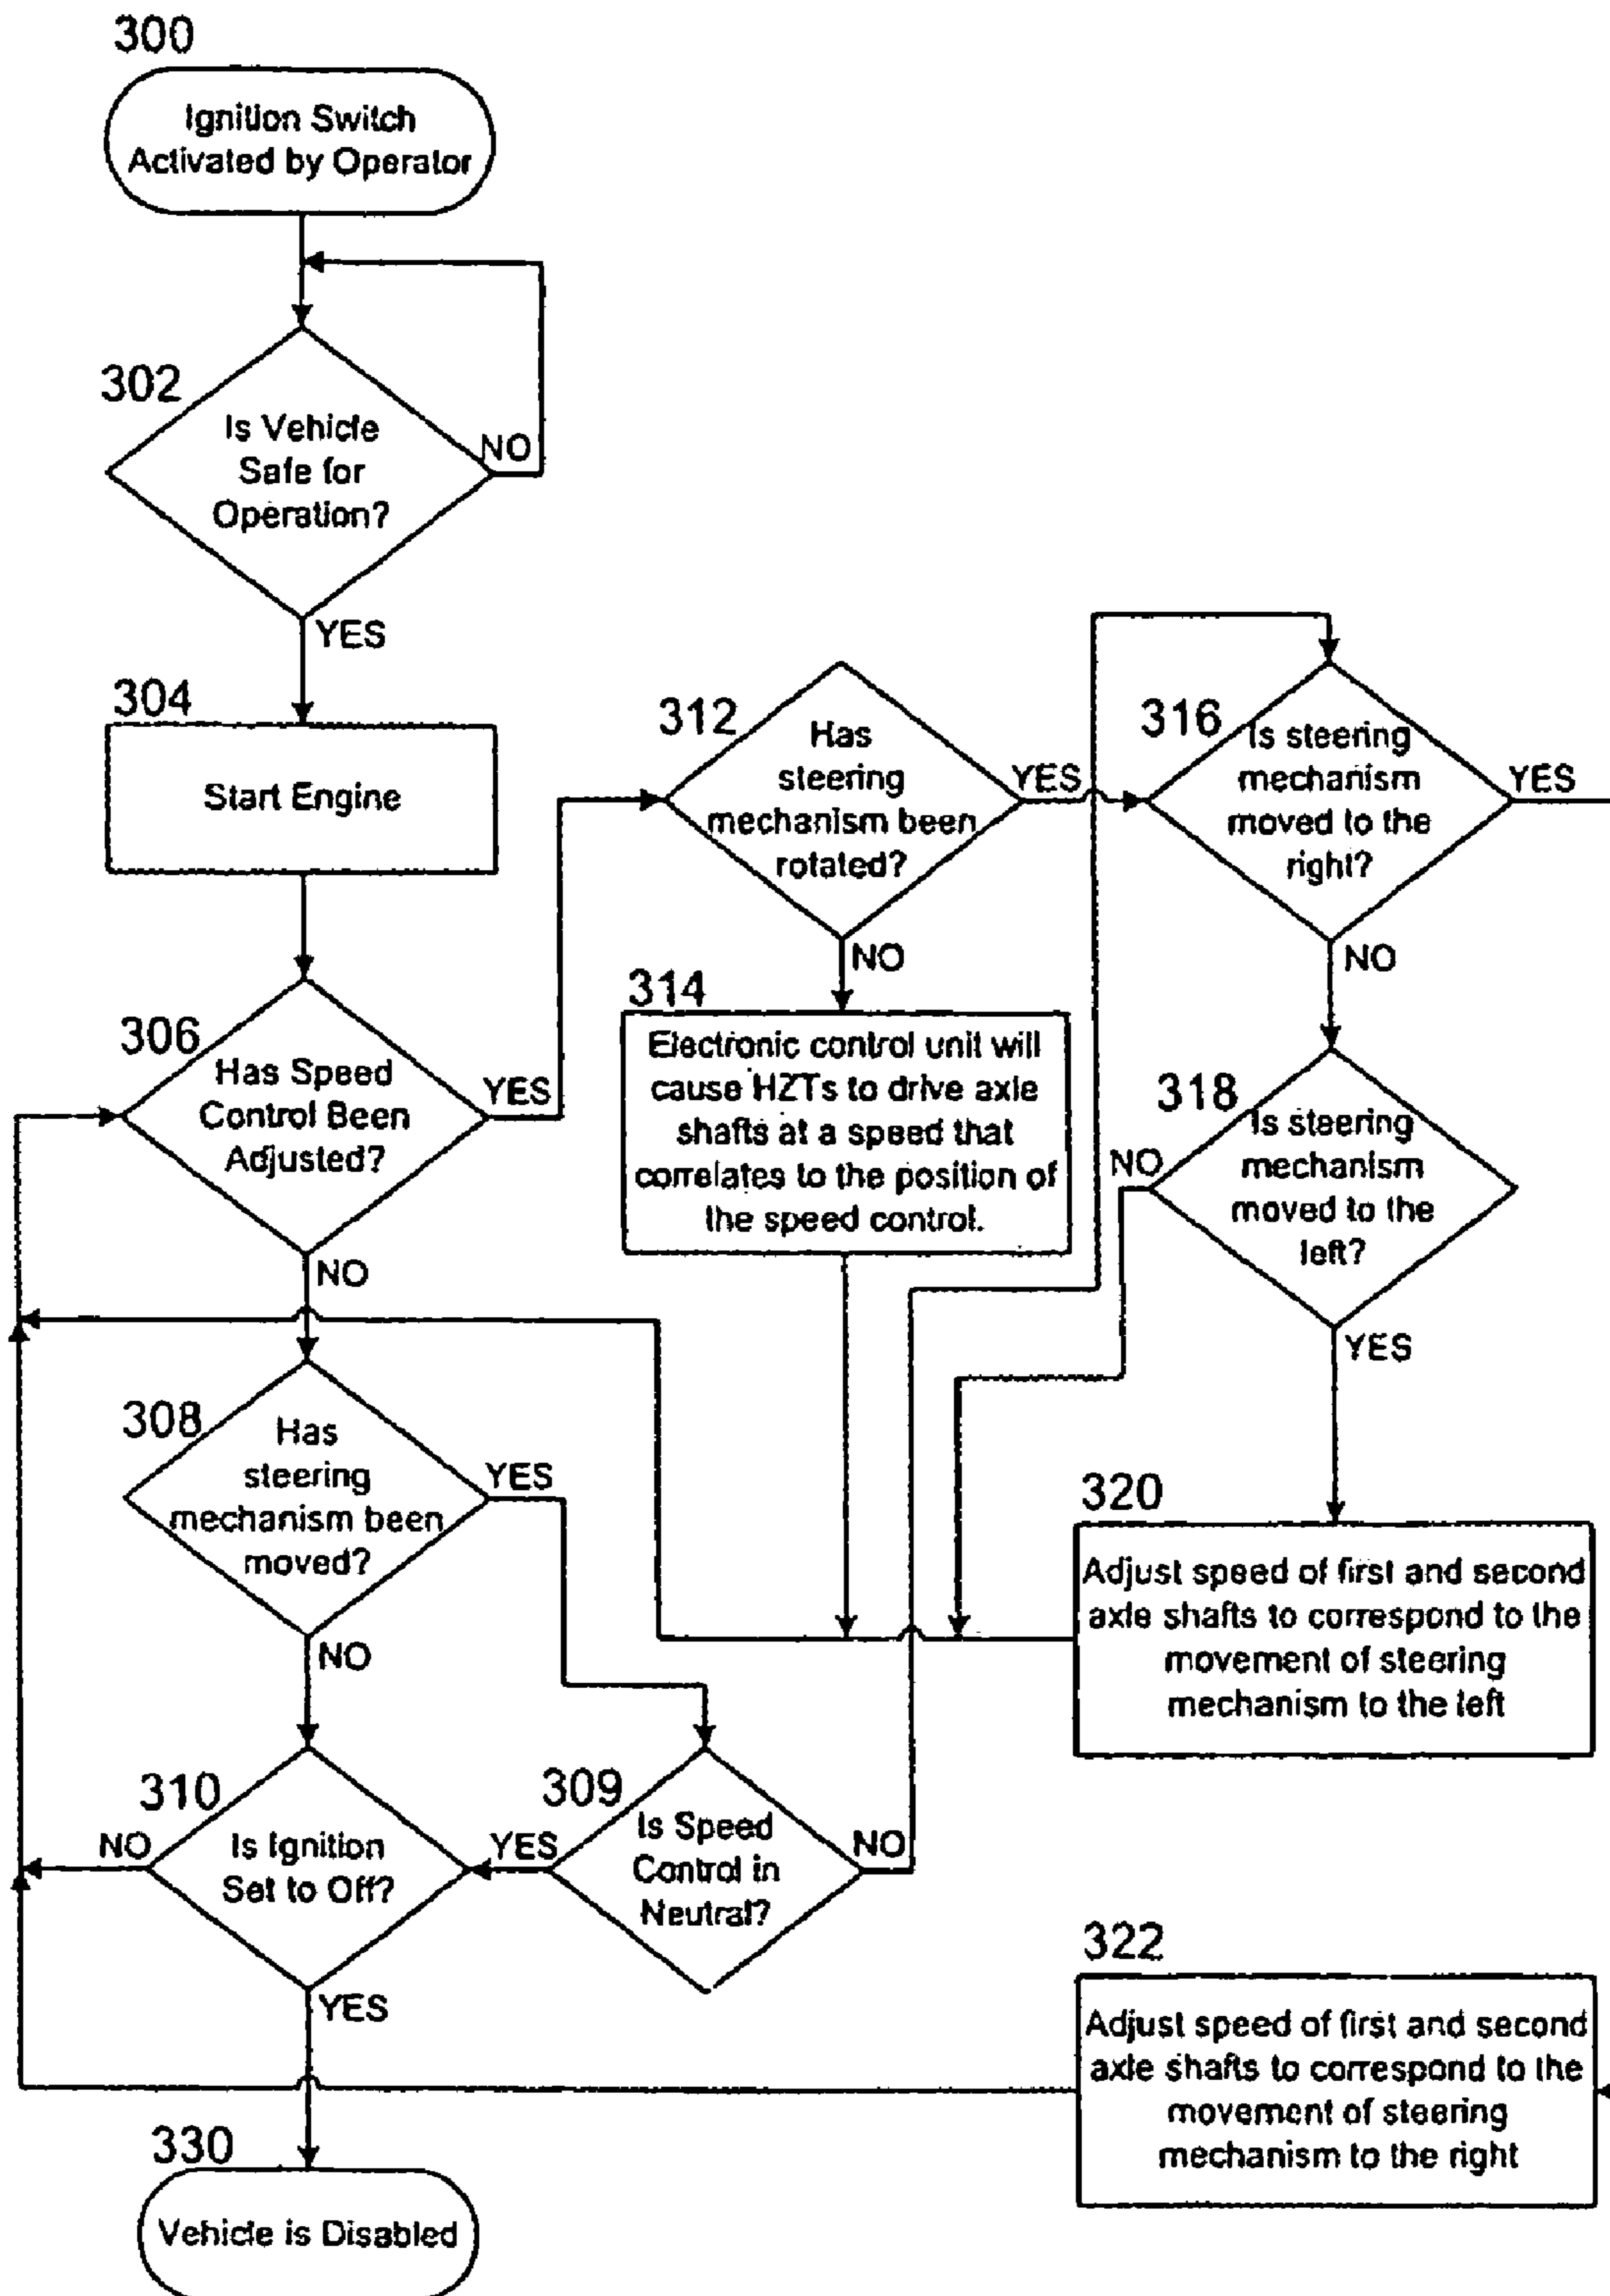 300
Ignition Switch
Activated by Operator
302
Is Vehicle
Safe for
Operation?
NO
YES
304
Start Engine
306
Has Speed
Control Been
Adjusted?
YES
NO
308
Has
steering
mechanism been
moved?
YES
NO
310
Is Ignition
Set to Off?
NO
YES
309
Is Speed
Control in
Neutral?
YES
NO
312
Has
steering
mechanism been
rotated?
YES
NO
314
Electronic control unit will
cause HZTs to drive axle
shafts at a speed that
correlates to the position of
the speed control.
316
Is steering
mechanism
moved to the
right?
YES
NO
318
Is steering
mechanism
moved to the
left?
NO
YES
320
Adjust speed of first and second
axle shafts to correspond to the
movement of steering
mechanism to the left
322
Adjust speed of first and second
axle shafts to correspond to the
movement of steering
mechanism to the right
330
Vehicle is Disabled